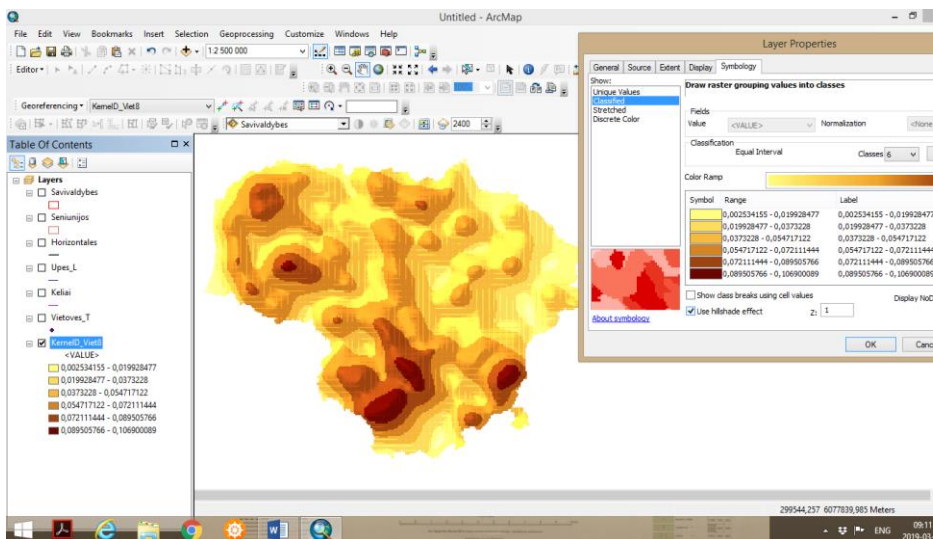 Untitled - ArcMap
File Edit View Bookmarks Insert Selection Geoprocessing Customize Windows Help
1:2 500 000
Editor
Georeferencing KernelD_Viet8
Savivaldybes 2400
Table Of Contents
Layers
Savivaldybes
Seniunijos
Horizontales
Upes_L
Keliai
Vietoves_T
KernelD_Viet8
<VALUE>
0,002534155 - 0,019928477
0,019928477 - 0,0373228
0,0373228 - 0,054717122
0,054717122 - 0,072111444
0,072111444 - 0,089505766
0,089505766 - 0,106900089
Layer Properties
General Source Extent Display Symbology
Show:
Unique Values
Classified
Stretched
Discrete Color
Draw raster grouping values into classes
Fields
Value <VALUE> Normalization <None
Classification
Equal Interval Classes 6
Color Ramp
Symbol Range Label
0,002534155 - 0,019928477 0,002534155 - 0,019928477
0,019928477 - 0,0373228 0,019928477 - 0,0373228
0,0373228 - 0,054717122 0,0373228 - 0,054717122
0,054717122 - 0,072111444 0,054717122 - 0,072111444
0,072111444 - 0,089505766 0,072111444 - 0,089505766
0,089505766 - 0,106900089 0,089505766 - 0,106900089
Show class breaks using cell values Display NoD
Use hillshade effect Z: 1
About symbology
OK Canc
299544,257 6077839,985 Meters
ENG
09:11
2019-03-